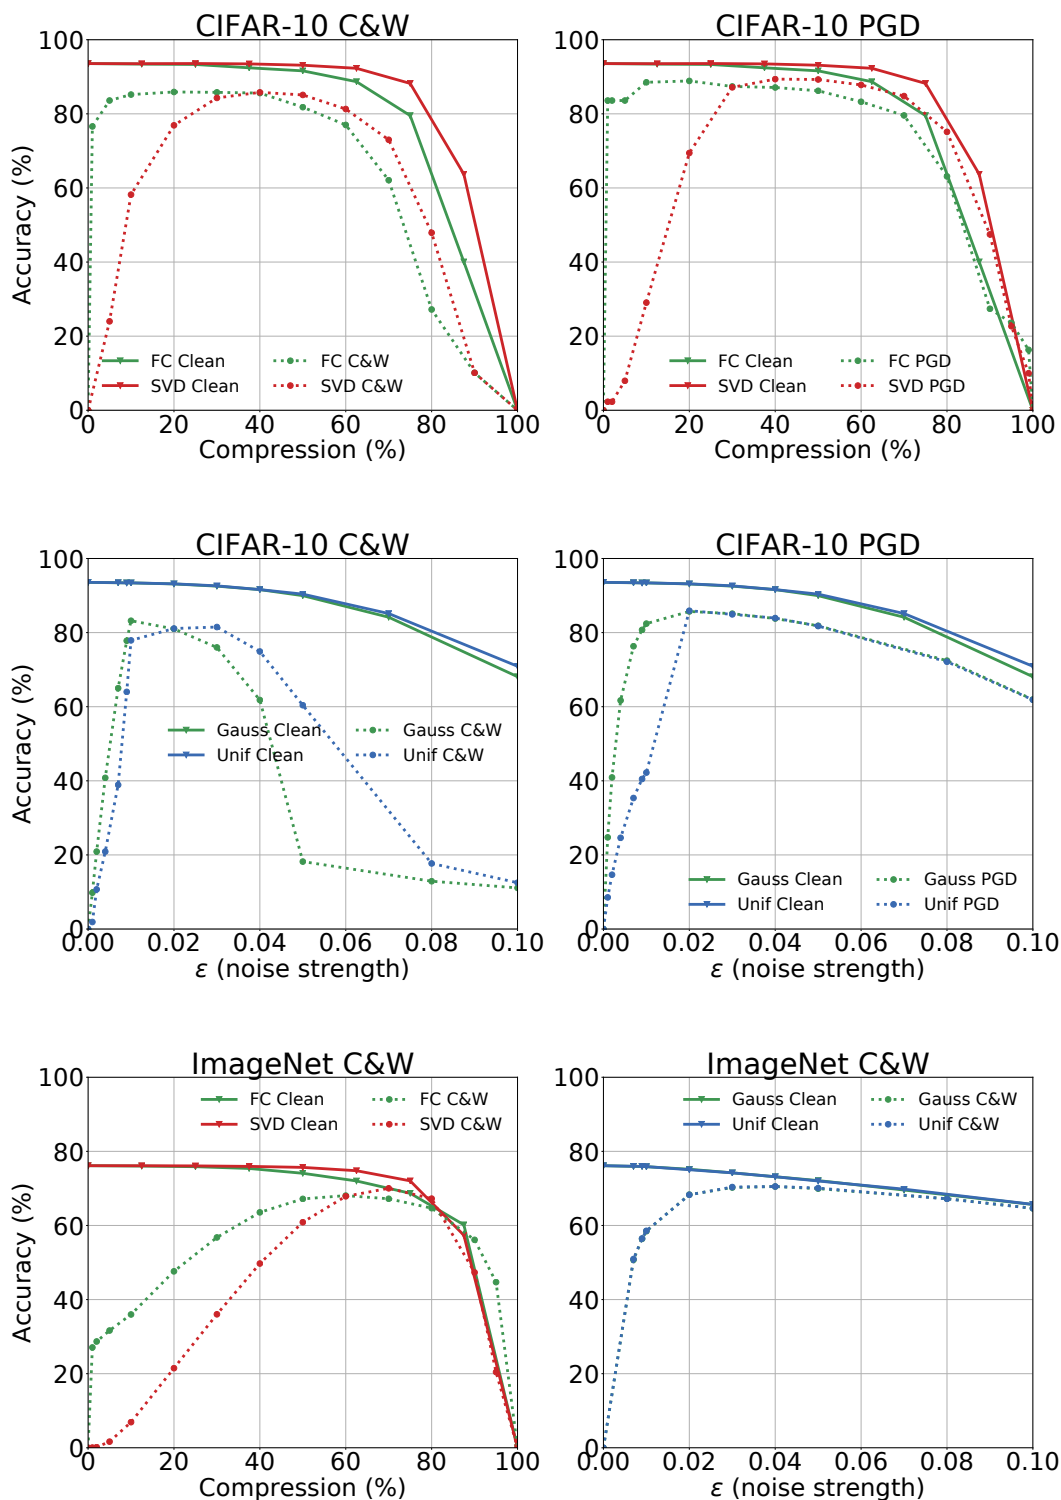 CIFAR-10 C&W
CIFAR-10 PGD
100
80
60
40
20
0
Accuracy (%)
FC Clean
SVD Clean
FC C&W
SVD C&W
0 20 40 60 80 100
Compression (%)
100
80
60
40
20
0
FC Clean
SVD Clean
FC PGD
SVD PGD
0 20 40 60 80 100
Compression (%)
CIFAR-10 C&W
CIFAR-10 PGD
100
80
60
40
20
0
Accuracy (%)
Gauss Clean
Unif Clean
Gauss C&W
Unif C&W
0.00 0.02 0.04 0.06 0.08 0.10
ε (noise strength)
100
80
60
40
20
0
Gauss Clean
Unif Clean
Gauss PGD
Unif PGD
0.00 0.02 0.04 0.06 0.08 0.10
ε (noise strength)
ImageNet C&W
ImageNet C&W
100
80
60
40
20
0
Accuracy (%)
FC Clean
SVD Clean
FC C&W
SVD C&W
0 20 40 60 80 100
Compression (%)
100
80
60
40
20
0
Gauss Clean
Unif Clean
Gauss C&W
Unif C&W
0.00 0.02 0.04 0.06 0.08 0.10
ε (noise strength)